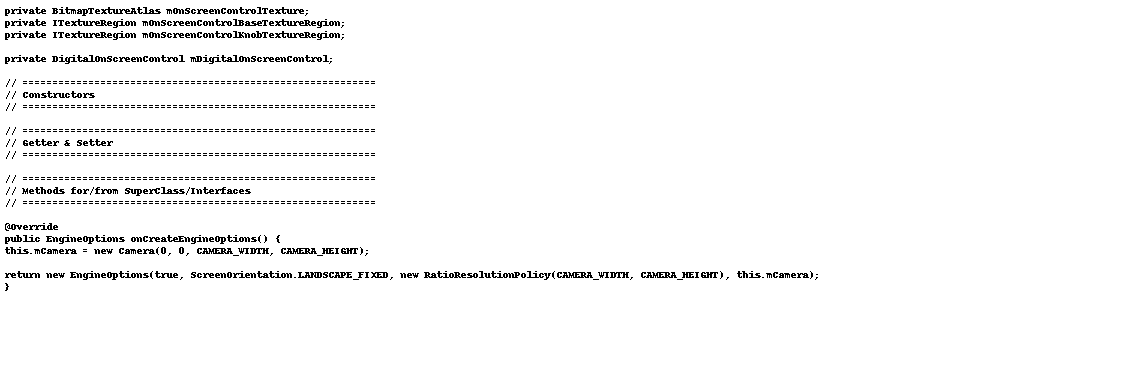 private BitmapTextureAtlas mOnScreenControlTexture;
private ITextureRegion mOnScreenControlBaseTextureRegion;
private ITextureRegion mOnScreenControlKnobTextureRegion;
private DigitalOnScreenControl mDigitalOnScreenControl;
// ===========================================================
// Constructors
// ===========================================================
// ===========================================================
// Getter & Setter
// ===========================================================
// ===========================================================
// Methods for/from SuperClass/Interfaces
// ===========================================================
@Override
public EngineOptions onCreateEngineOptions() {
this.mCamera = new Camera(0, 0, CAMERA_WIDTH, CAMERA_HEIGHT);
return new EngineOptions(true, ScreenOrientation.LANDSCAPE_FIXED, new RatioResolutionPolicy(CAMERA_WIDTH, CAMERA_HEIGHT), this.mCamera);
}